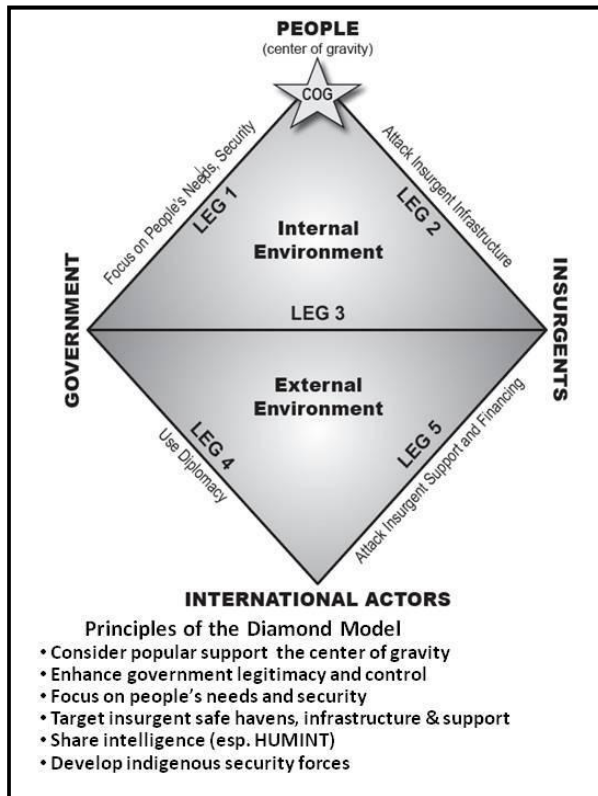 PEOPLE
(center of gravity)
COG
Focus on People's Needs, Security
LEG 1
Attack Insurgent Infrastructure
LEG 2
Internal
Environment
GOVERNMENT
LEG 3
INSURGENTS
External
Environment
LEG 4
Use Diplomacy
LEG 5
Attack Insurgent Support and Financing
INTERNATIONAL ACTORS
Principles of the Diamond Model
• Consider popular support the center of gravity
• Enhance government legitimacy and control
• Focus on people's needs and security
• Target insurgent safe havens, infrastructure & support
• Share intelligence (esp. HUMINT)
• Develop indigenous security forces